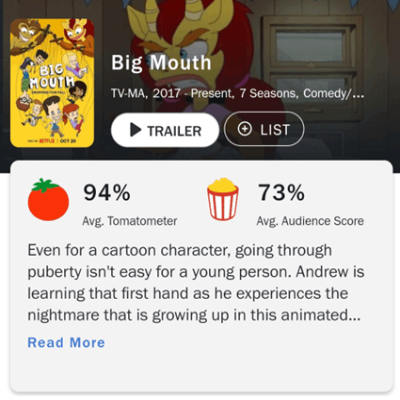 BIG
MOUTH
NETFLIX | OCT 28
Big Mouth
TV-MA, 2017 - Present, 7 Seasons, Comedy/...
TRAILER
LIST
94%
73%
Avg. Tomatometer
Avg. Audience Score
Even for a cartoon character, going through
puberty isn't easy for a young person. Andrew is
learning that first hand as he experiences the
nightmare that is growing up in this animated...
Read More